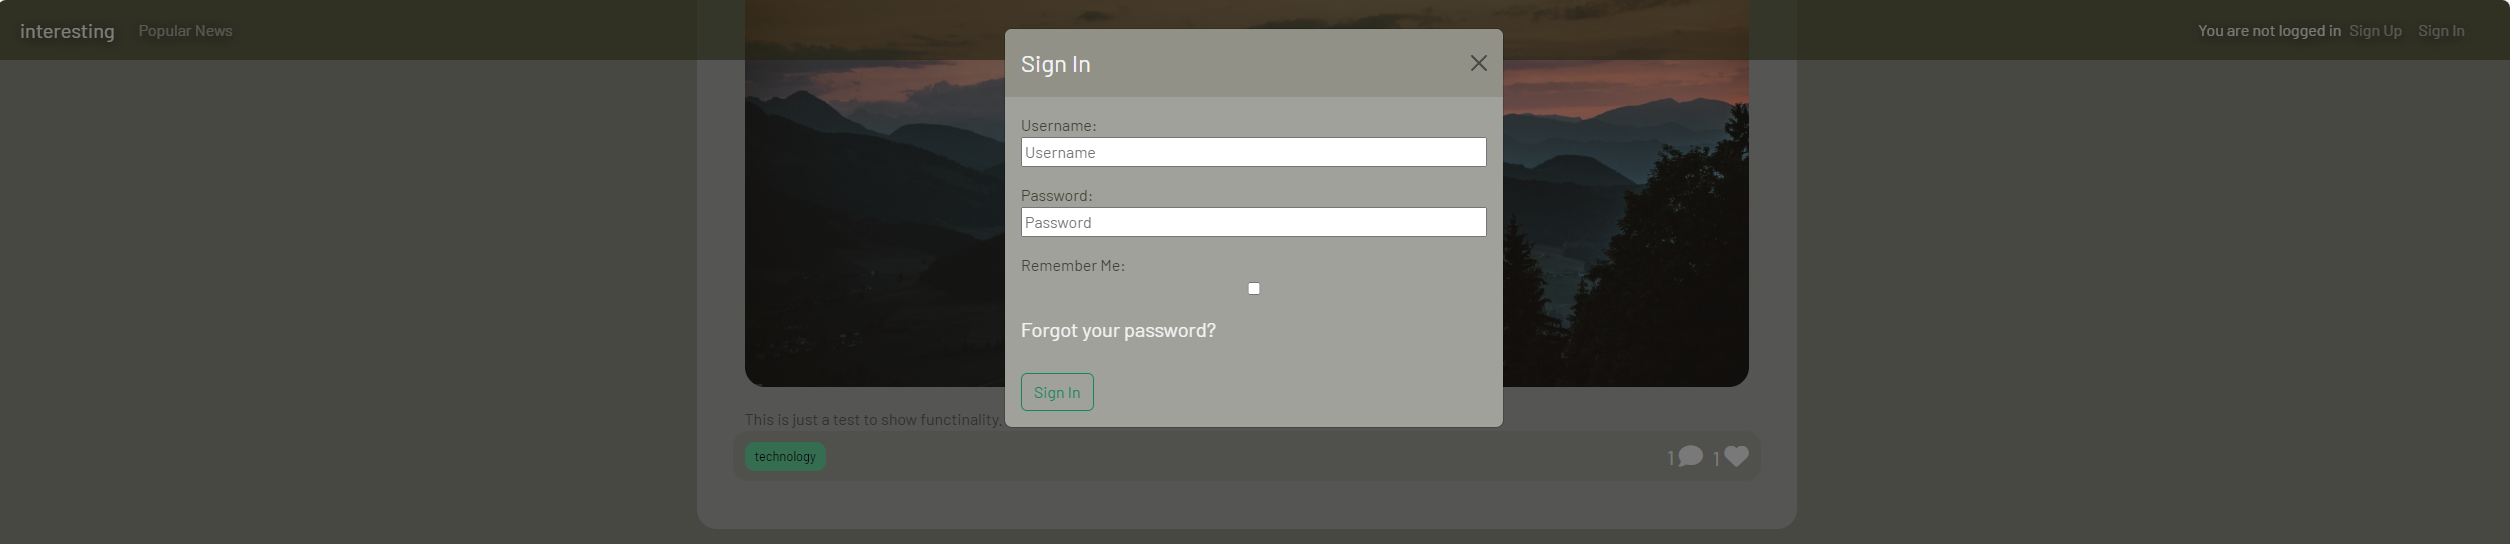 interesting Popular News You are not logged in Sign Up Sign In
Sign In
Username:
Username
Password:
Password
Remember Me:
Forgot your password?
Sign In
This is just a test to show functinality.
technology 1 1